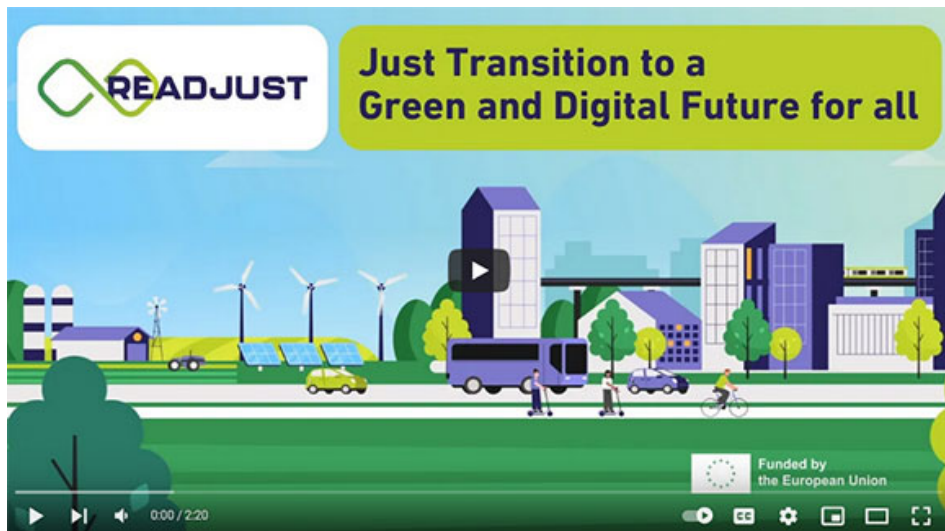 READJUST
Just Transition to a
Green and Digital Future for all
Funded by
the European Union
0:00 / 2:20
CC